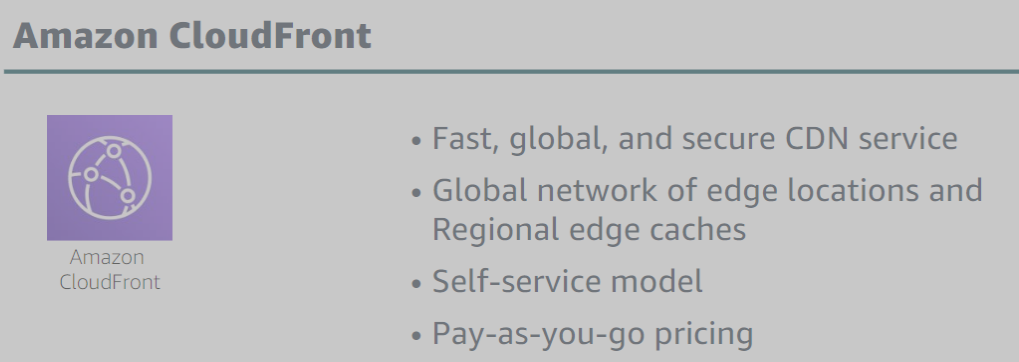 Amazon CloudFront
Amazon
CloudFront
• Fast, global, and secure CDN service
• Global network of edge locations and
Regional edge caches
• Self-service model
• Pay-as-you-go pricing